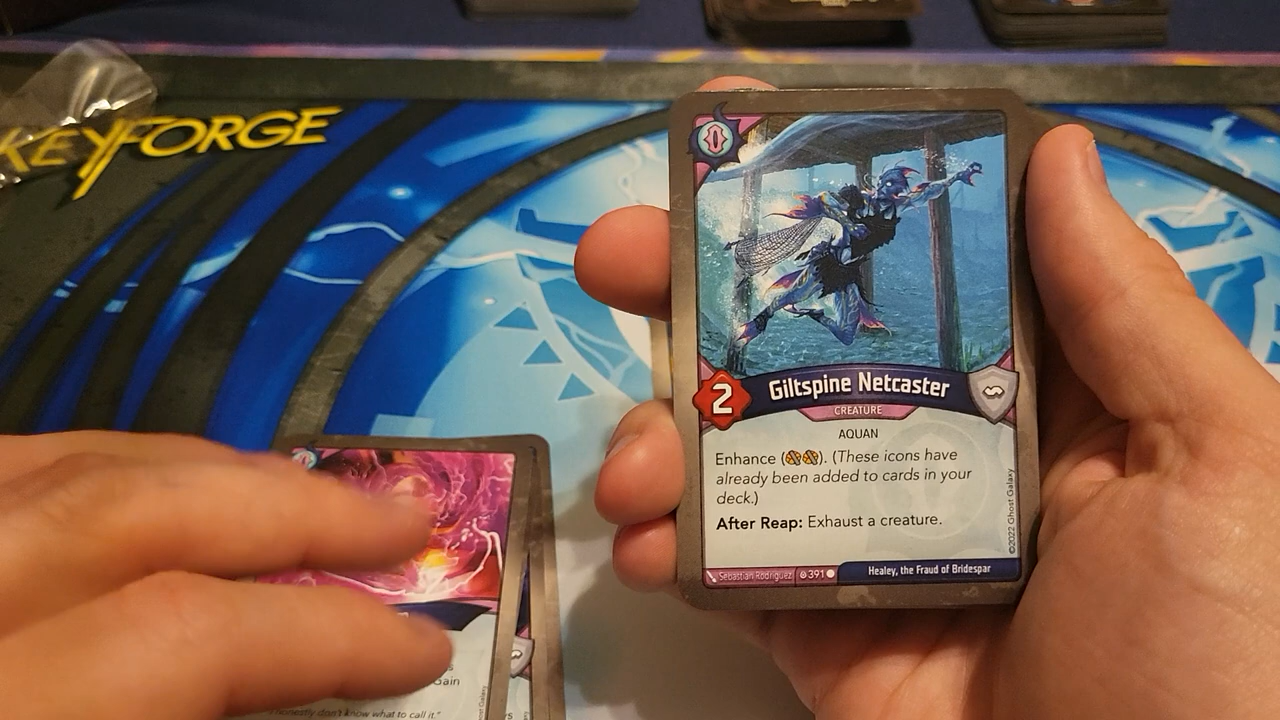 KEYFORGE
2
Giltspine Netcaster
CREATURE
AQUAN
Enhance (). (These icons have
already been added to cards in your
deck.)
After Reap: Exhaust a creature.
©2022 Ghost Galaxy
Sebastian Rodriguez
391
Healey, the Fraud of Bridespar
Gain
honestly don't know what to call it."